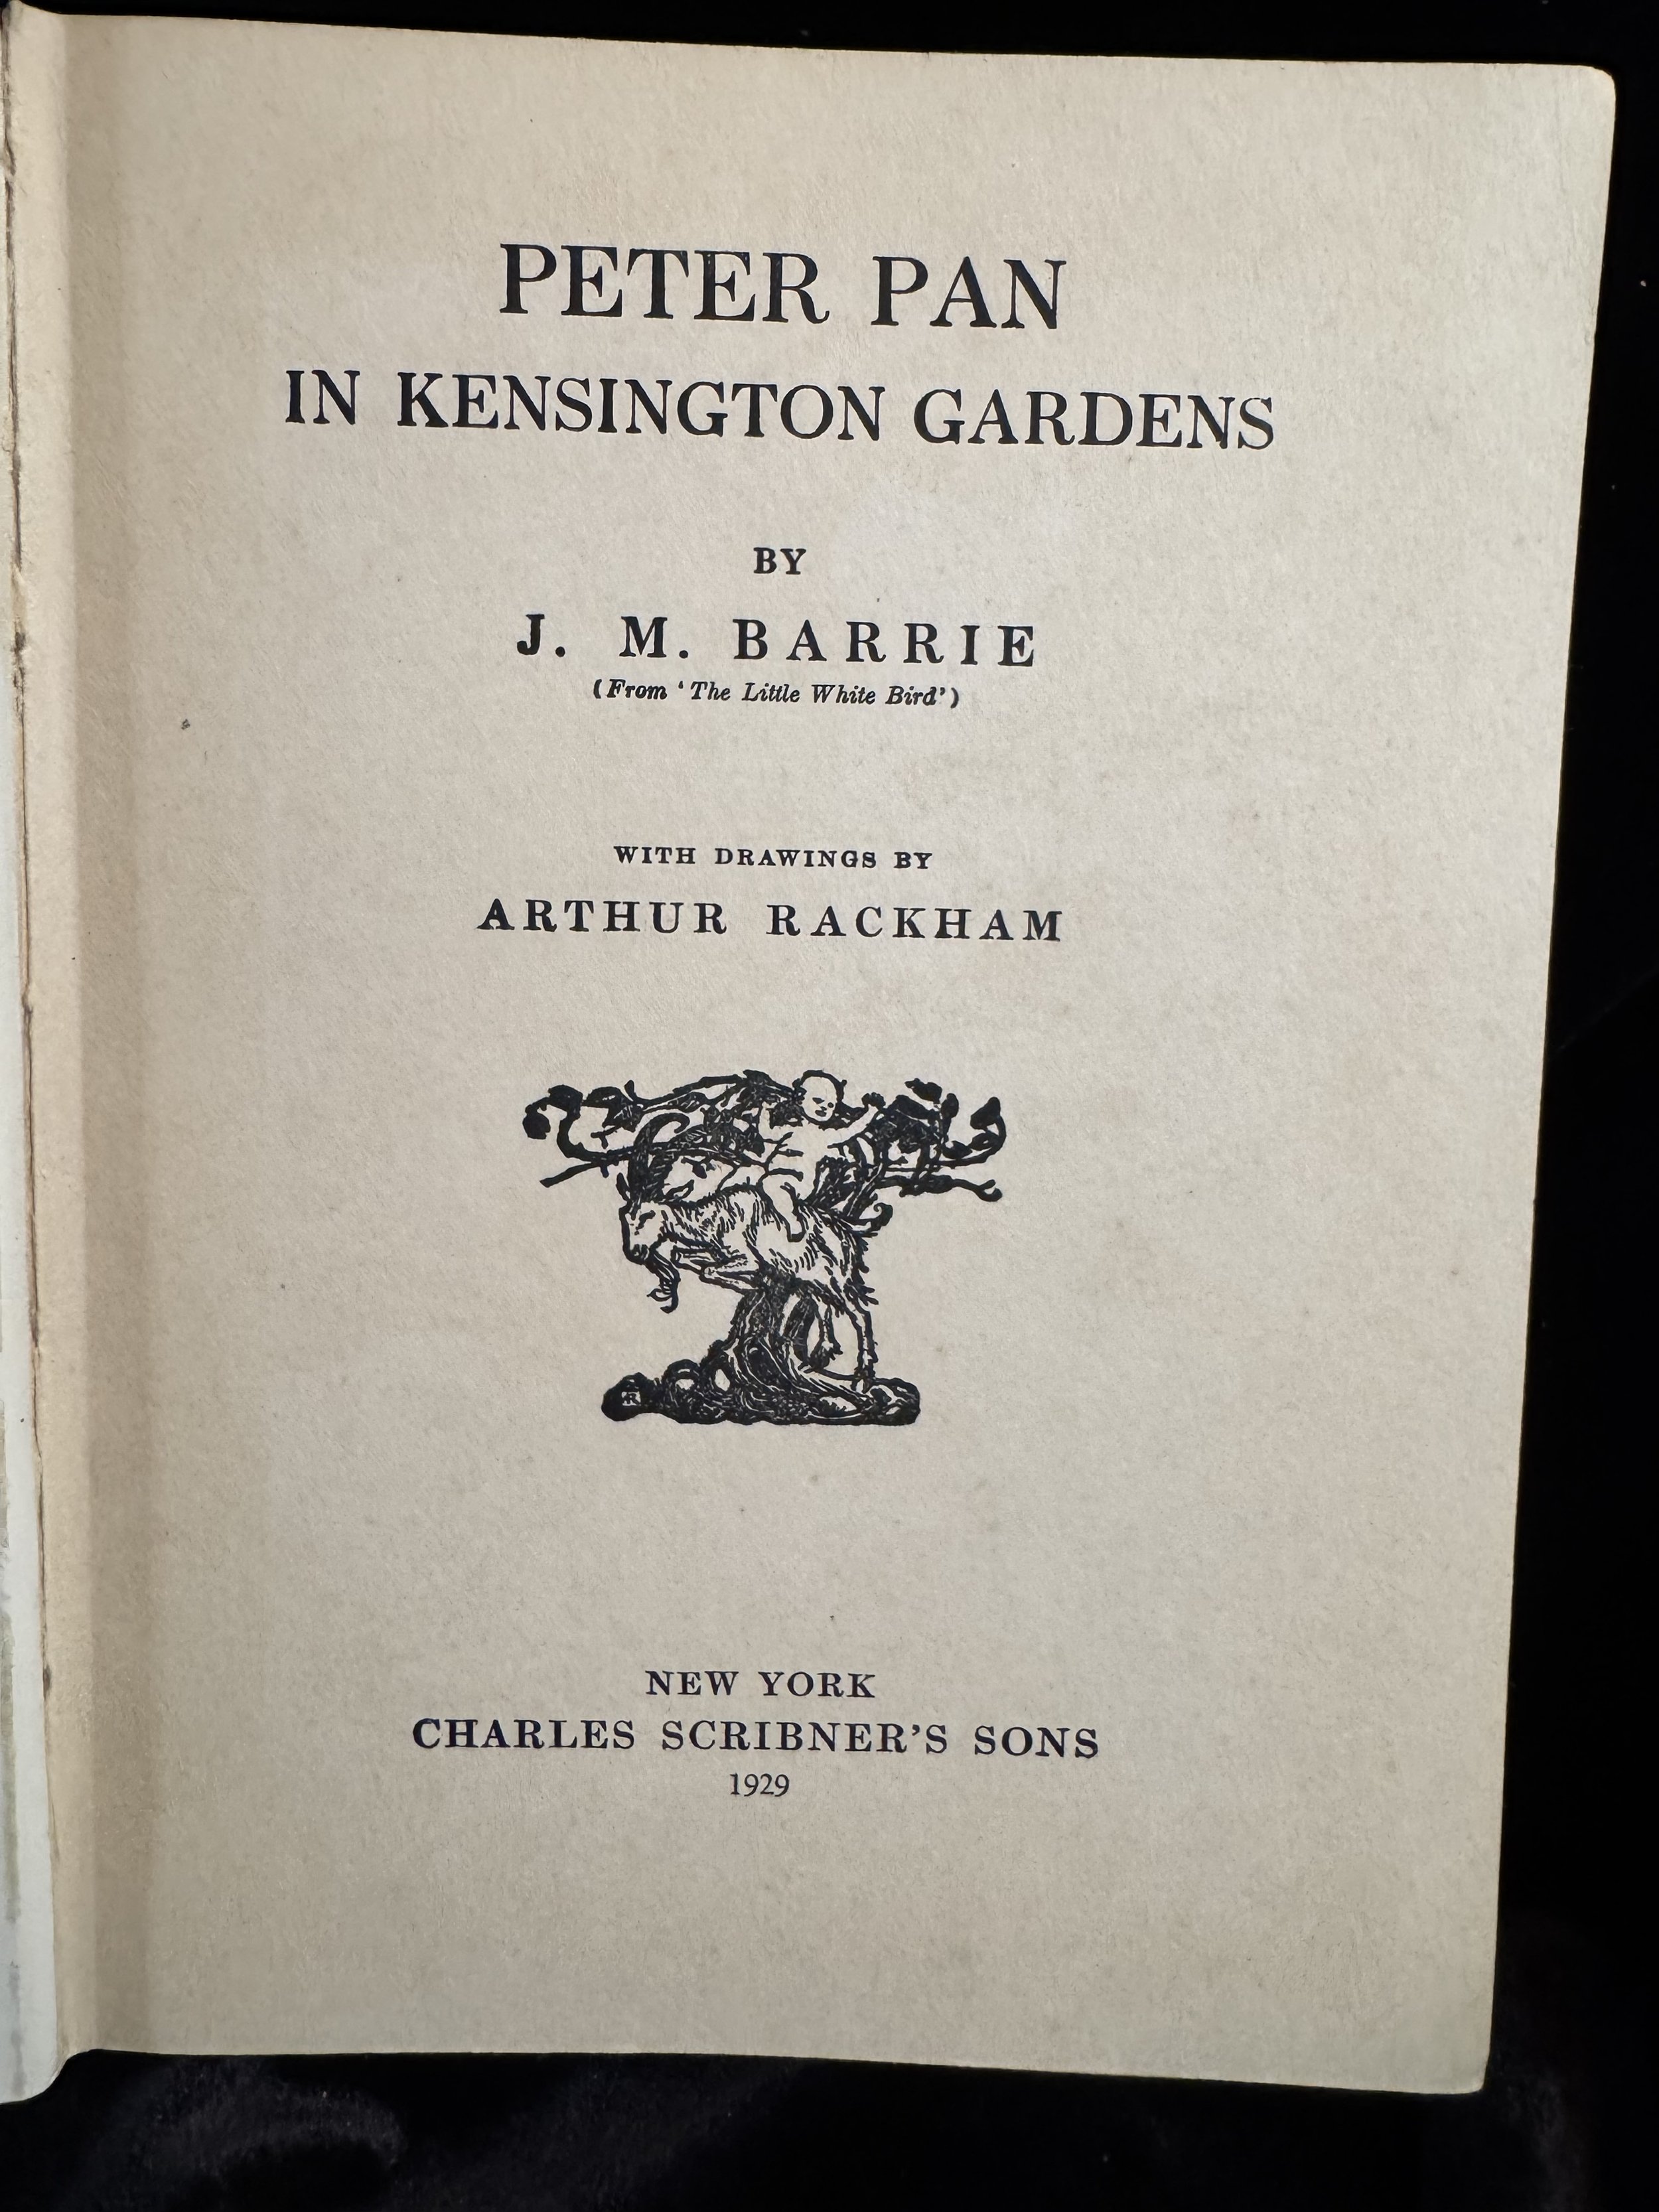 PETER PAN
IN KENSINGTON GARDENS
BY
J. M. BARRIE
(From ‘The Little White Bird’)
WITH DRAWINGS BY
ARTHUR RACKHAM
AR
NEW YORK
CHARLES SCRIBNER’S SONS
1929